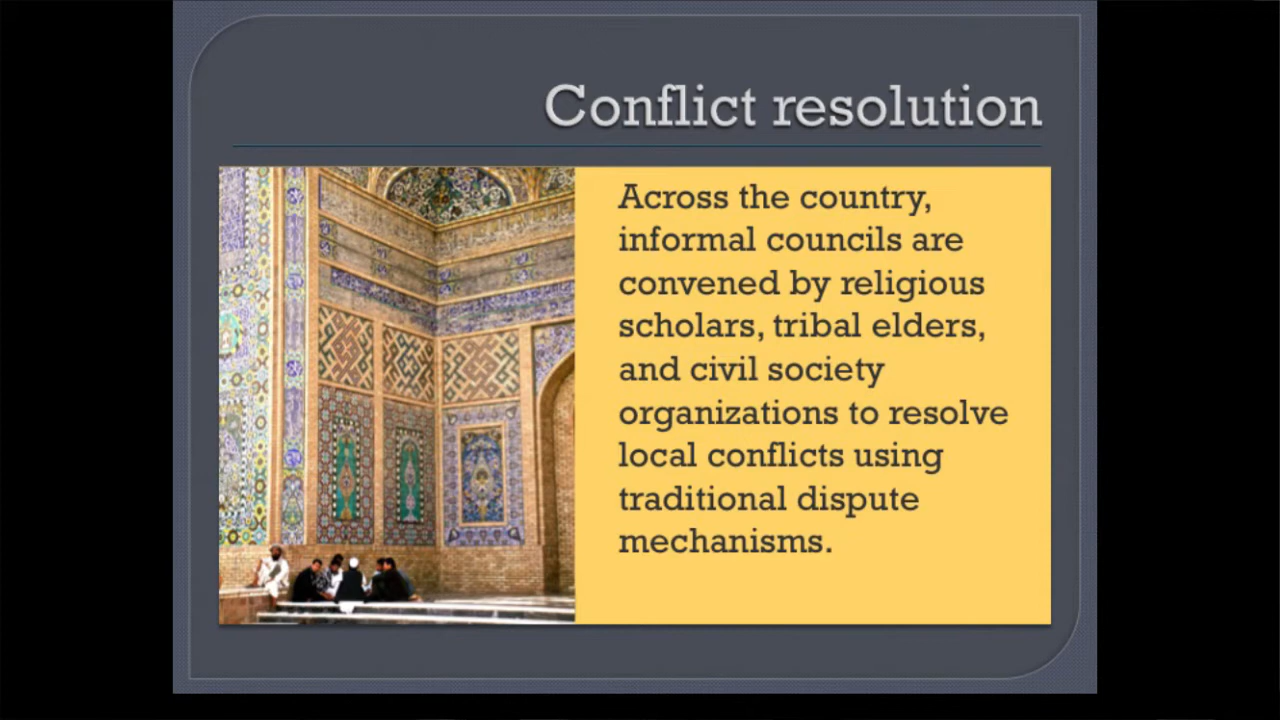 Conflict resolution
Across the country,
informal councils are
convened by religious
scholars, tribal elders,
and civil society
organizations to resolve
local conflicts using
traditional dispute
mechanisms.